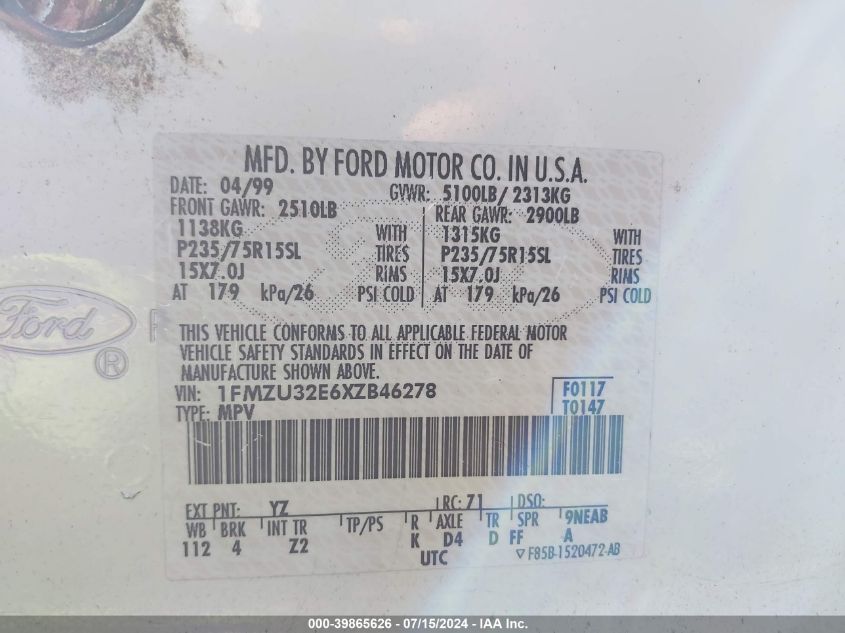 MFD. BY FORD MOTOR CO. IN U.S.A.
DATE: 04/99 GVWR: 5100LB/ 2313KG
FRONT GAWR: 2510LB REAR GAWR: 2900LB
1138KG WITH 1315KG WITH
P235/75R15SL TIRES P235/75R15SL TIRES
15X7.0J RIMS 15X7.0J RIMS
AT 179 kPa/26 PSI COLD AT 179 kPa/26 PSI COLD
Ford
®
THIS VEHICLE CONFORMS TO ALL APPLICABLE FEDERAL MOTOR
VEHICLE SAFETY STANDARDS IN EFFECT ON THE DATE OF
MANUFACTURE SHOWN ABOVE.
VIN: 1FMZU32E6XZB46278 F0117
TYPE: MPV T0147
EXT PNT: YZ RC: 71 DSO:
WB BRK INT TR TP/PS R AXLE TR SPR 9NEAB
112 4 Z2 K D4 D FF A
UTC F85B-1520472-AB
000-39865626 - 07/15/2024 - IAAI Inc.